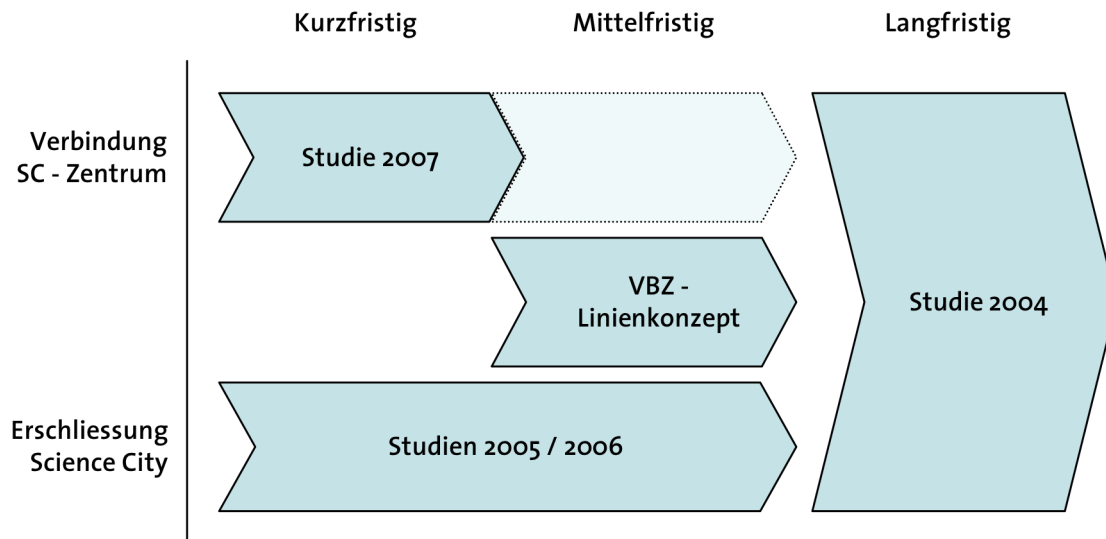 Kurzfristig Mittelfristig Langfristig
Verbindung
SC - Zentrum
Studie 2007
VBZ -
Linienkonzept
Studie 2004
Erschliessung
Science City
Studien 2005 / 2006